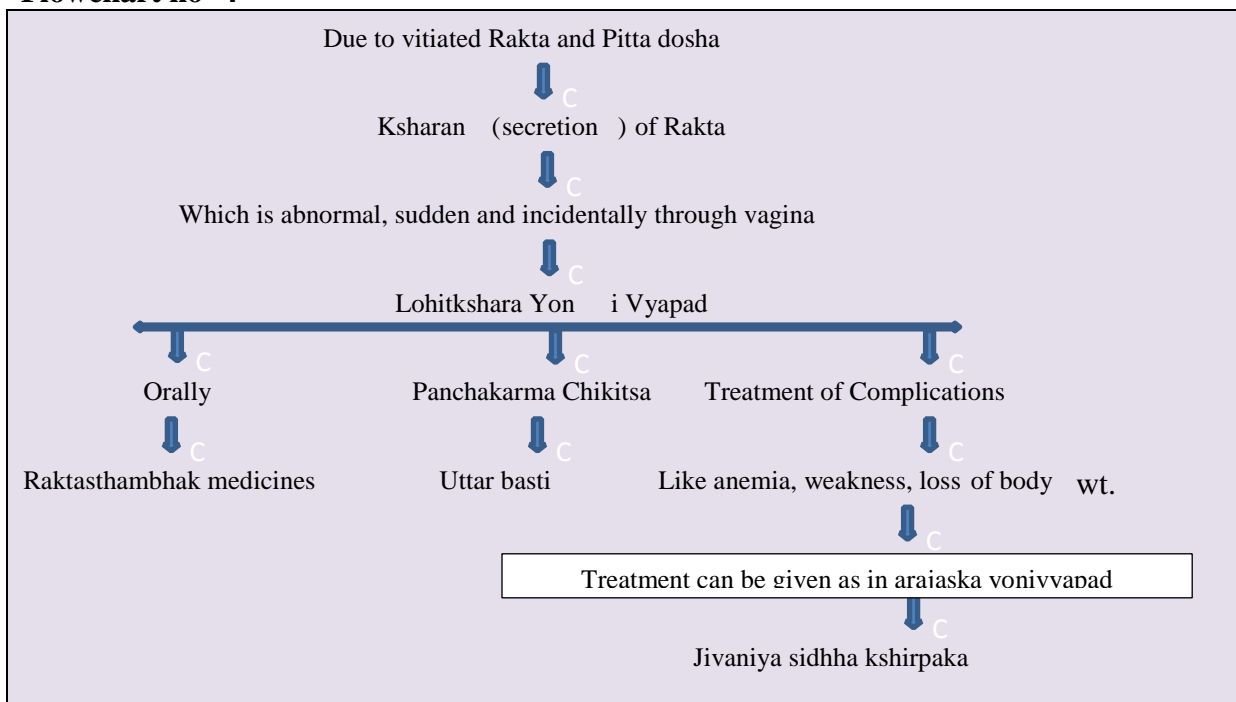 Due to vitiated Rakta and Pitta dosha
C
Ksharan (secretion ) of Rakta
C
Which is abnormal, sudden and incidentally through vagina
C
Lohitkshara Yon i Vyapad
C C C
Orally Panchakarma Chikitsa Treatment of Complications
C C C
Raktasthambhak medicines Uttar basti Like anemia, weakness, loss of body wt.
C
Treatment can be given as in arajaska yonivyapad
C
Jivaniya sidhha kshirpaka